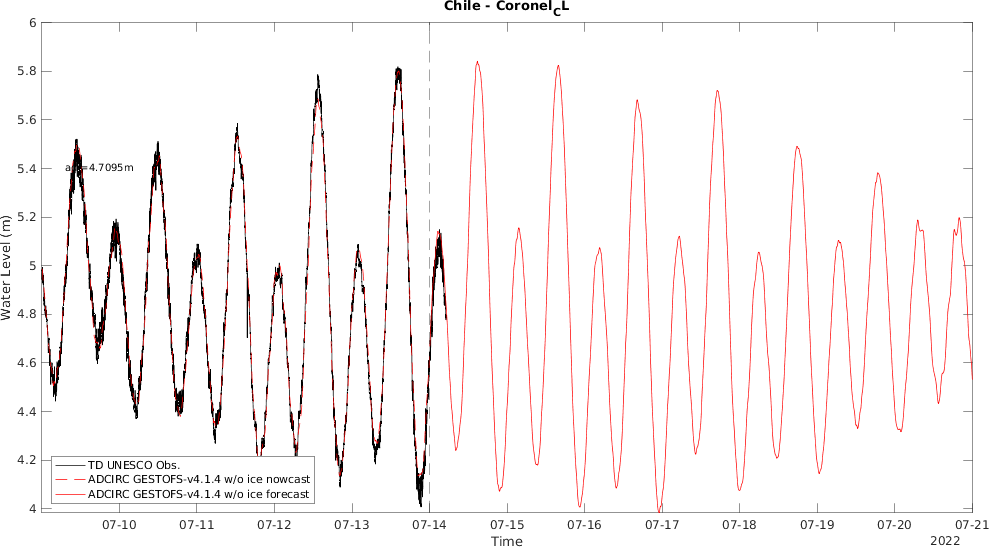 Chile - Coronel_CL
6
5.8
5.6
5.4
5.2
5
4.8
4.6
4.4
4.2
4
Water Level (m)
=4.7095m
TD UNESCO Obs.
ADCIRC GESTOFS-v4.1.4 w/o ice nowcast
ADCIRC GESTOFS-v4.1.4 w/o ice forecast
07-10 07-11 07-12 07-13 07-14 07-15 07-16 07-17 07-18 07-19 07-20 07-21
Time
2022